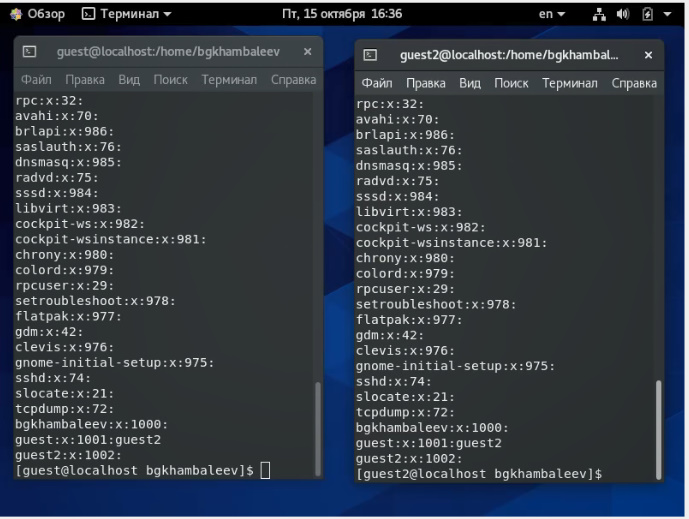 Обзор Терминал Пт, 15 октября 16:36 en
guest@localhost:/home/bgkhambaleev ×
Файл Правка Вид Поиск Терминал Справка
rpc:x:32:
avahi:x:70:
brlapi:x:986:
saslauth:x:76:
dnsmasq:x:985:
radvd:x:75:
sssd:x:984:
libvirt:x:983:
cockpit-ws:x:982:
cockpit-wsinstance:x:981:
chrony:x:980:
colord:x:979:
rpcuser:x:29:
setroubleshoot:x:978:
flatpak:x:977:
gdm:x:42:
clevis:x:976:
gnome-initial-setup:x:975:
sshd:x:74:
slocate:x:21:
tcpdump:x:72:
bgkhambaleev:x:1000:
guest:x:1001:guest2
guest2:x:1002:
[guest@localhost bgkhambaleev]$
guest2@localhost:/home/bgkhambal... ×
Файл Правка Вид Поиск Терминал Справка
rpc:x:32:
avahi:x:70:
brlapi:x:986:
saslauth:x:76:
dnsmasq:x:985:
radvd:x:75:
sssd:x:984:
libvirt:x:983:
cockpit-ws:x:982:
cockpit-wsinstance:x:981:
chrony:x:980:
colord:x:979:
rpcuser:x:29:
setroubleshoot:x:978:
flatpak:x:977:
gdm:x:42:
clevis:x:976:
gnome-initial-setup:x:975:
sshd:x:74:
slocate:x:21:
tcpdump:x:72:
bgkhambaleev:x:1000:
guest:x:1001:guest2
guest2:x:1002:
[guest2@localhost bgkhambaleev]$